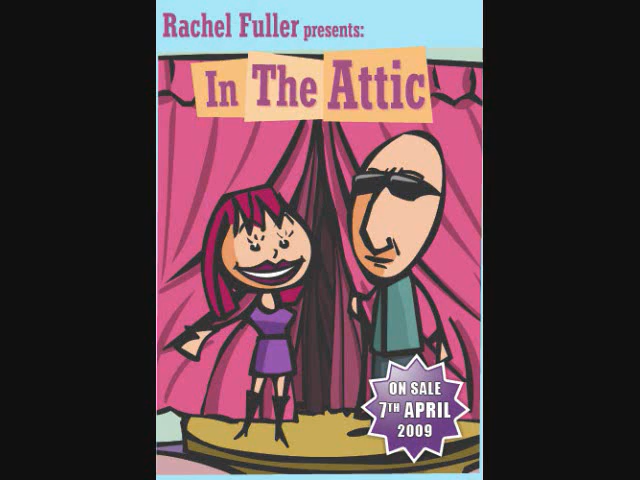 Rachel Fuller presents:
In The Attic
ON SALE
7TH APRIL
2009